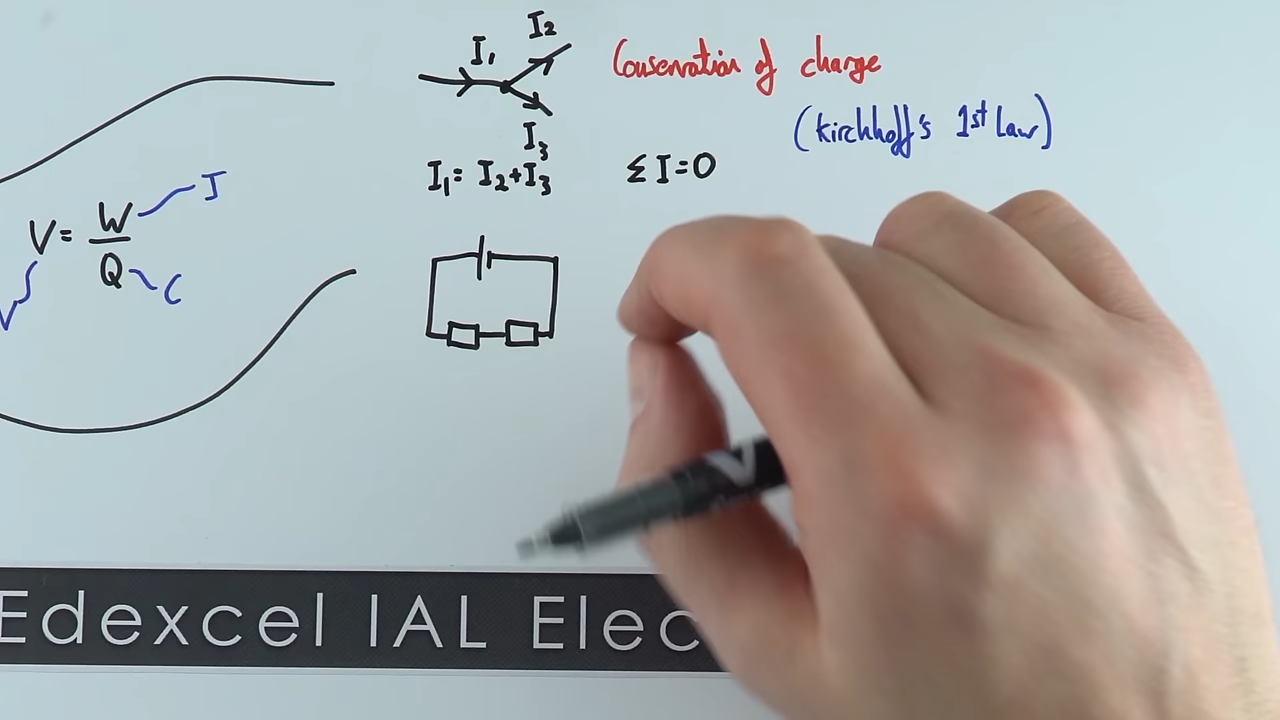 I₁
I₂
I₃
I₁ = I₂+I₃
Conservation of charge
(Kirchhoff's 1st Law)
ΣI=0
V = W/Q
J
C
V
Edexcel IAL Elec